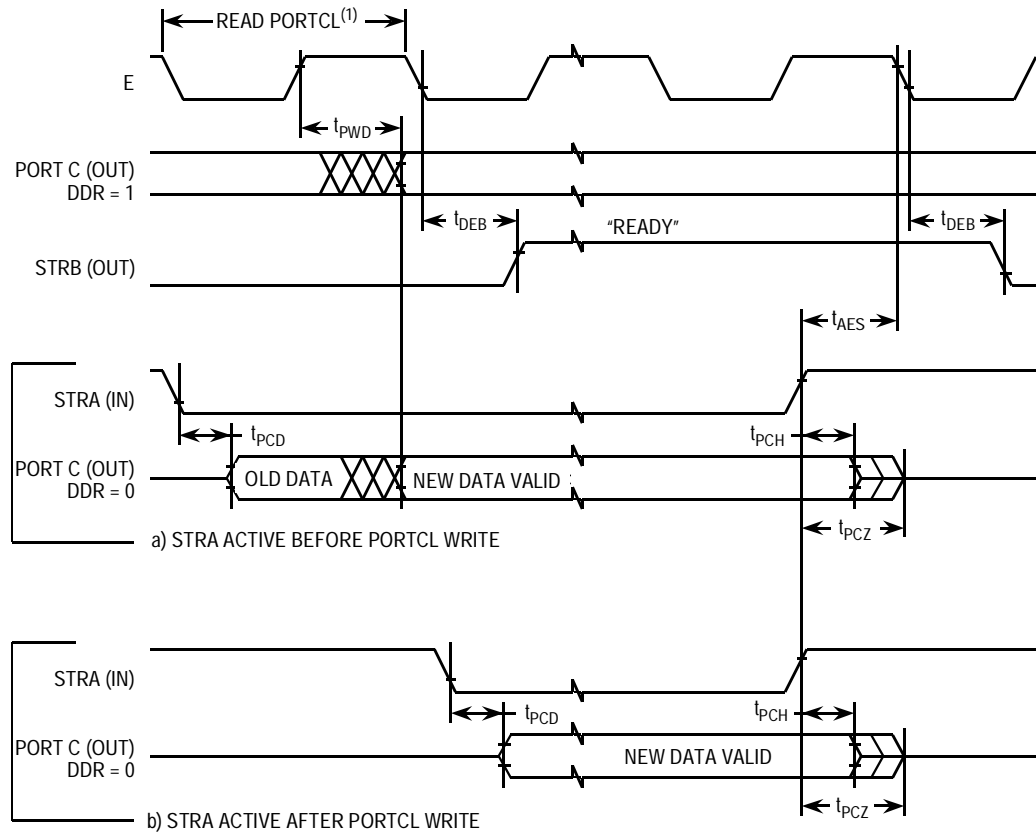 READ PORTCL(1)
E
tPWD
PORT C (OUT)
DDR = 1
tDEB
"READY"
tDEB
STRB (OUT)
tAES
STRA (IN)
tPCD
tPCH
PORT C (OUT)
DDR = 0
OLD DATA
NEW DATA VALID
tPCZ
a) STRA ACTIVE BEFORE PORTCL WRITE
STRA (IN)
tPCD
tPCH
PORT C (OUT)
DDR = 0
NEW DATA VALID
tPCZ
b) STRA ACTIVE AFTER PORTCL WRITE